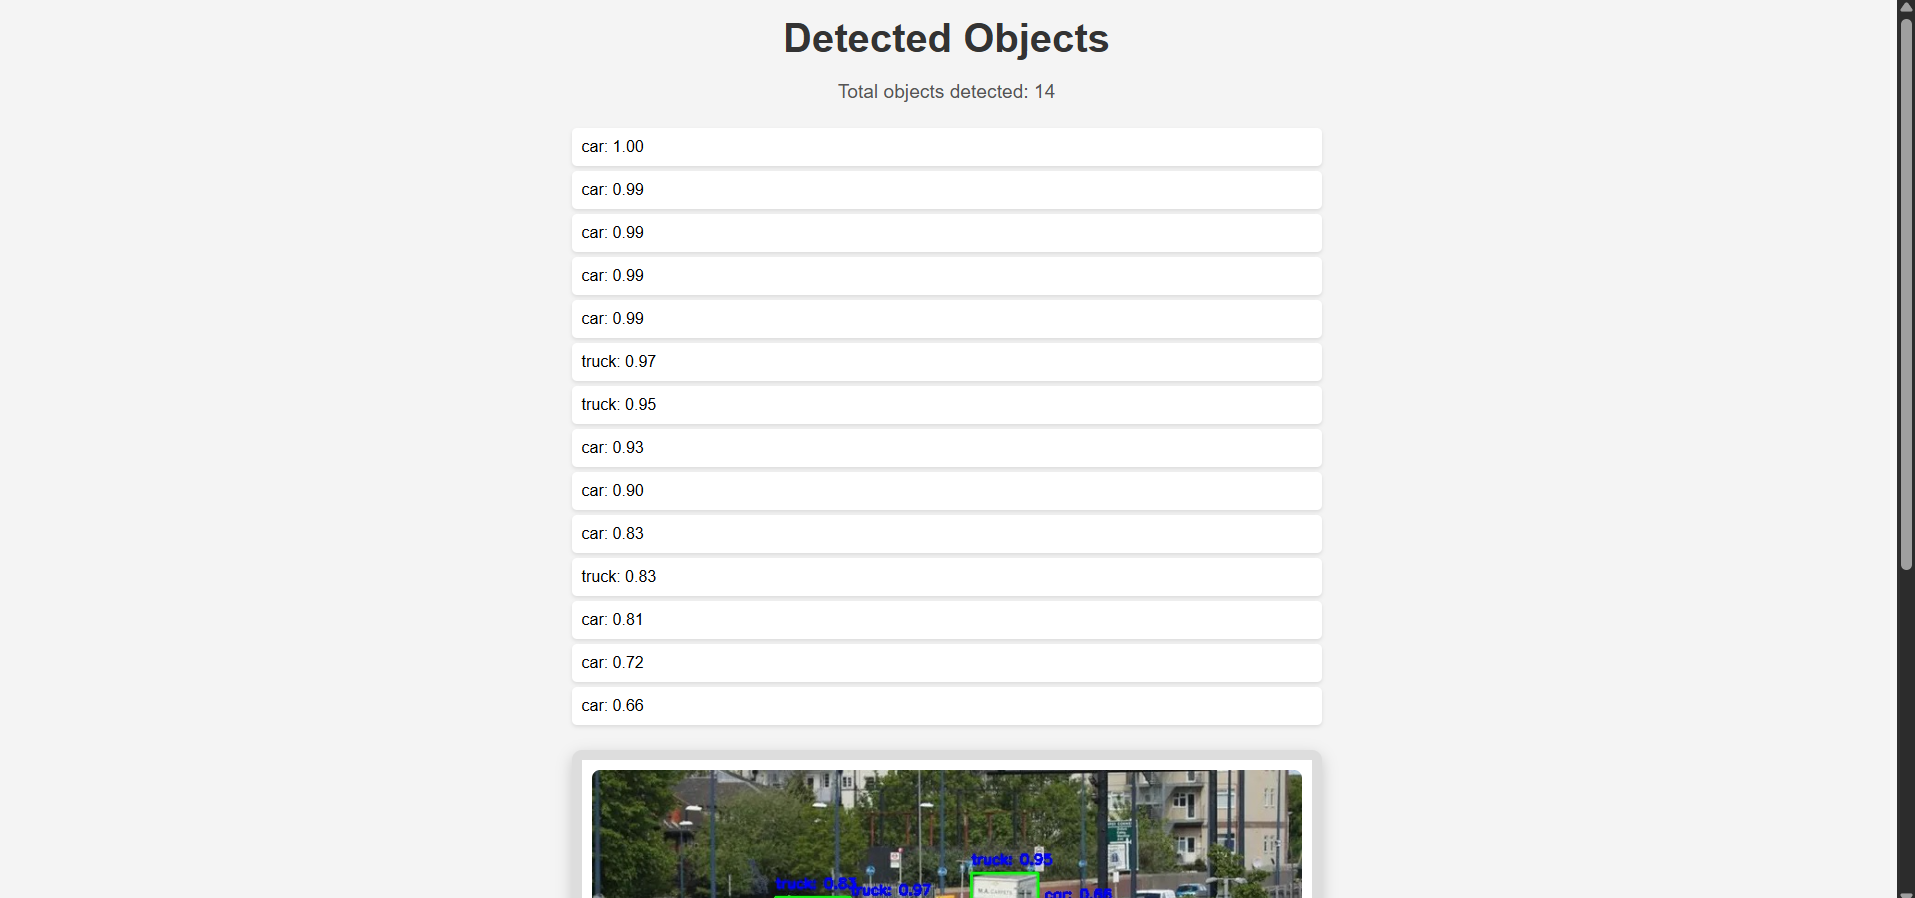 Detected Objects
Total objects detected: 14
car: 1.00
car: 0.99
car: 0.99
car: 0.99
car: 0.99
truck: 0.97
truck: 0.95
car: 0.93
car: 0.90
car: 0.83
truck: 0.83
car: 0.81
car: 0.72
car: 0.66
truck: 0.95
truck: 0.83
truck: 0.97
car: 0.66
N.A. CARPETS